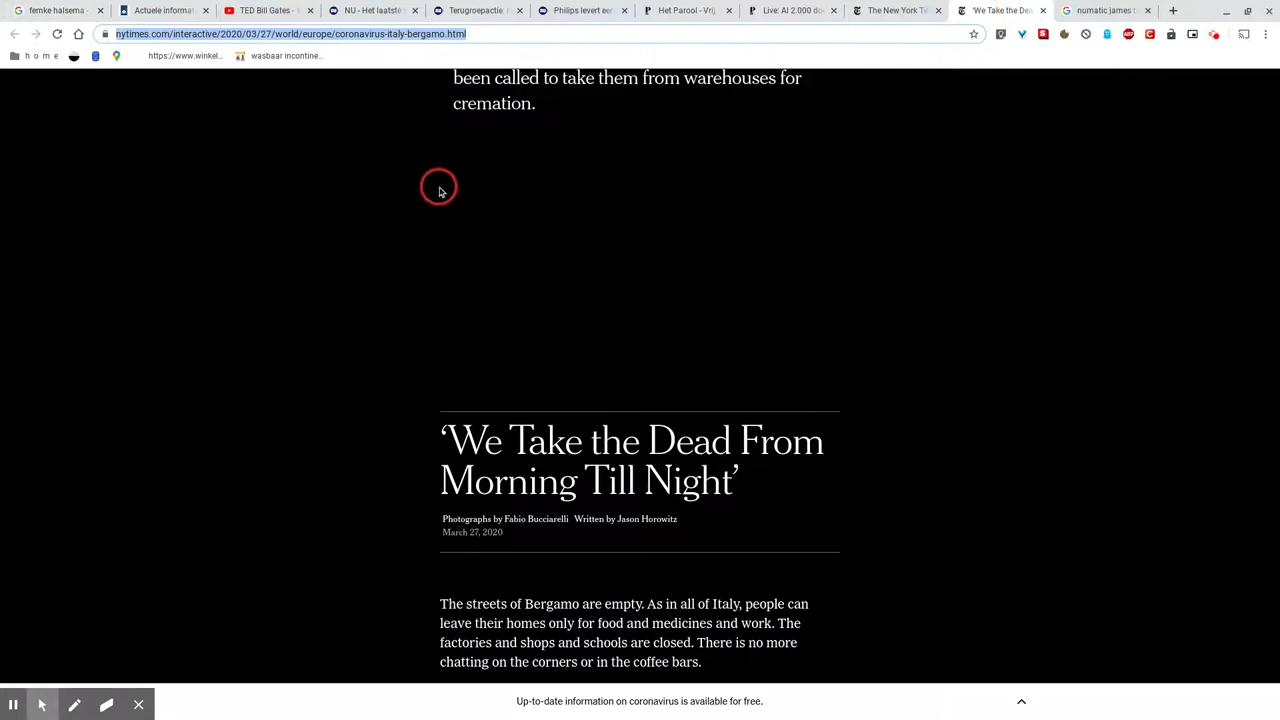 femke halsema -
Actuele informat
TED Bill Gates -
NU - Het laatste
Terugroepactie:
Philips levert eer
Het Parool - Vrij
Live: Al 2.000 do
The New York Ti
'We Take the Dea
numatic james
nytimes.com/interactive/2020/03/27/world/europe/coronavirus-italy-bergamo.html
h o m e
https://www.winkel...
wasbaar incontine...
been called to take them from warehouses for
cremation.
‘We Take the Dead From
Morning Till Night’
Photographs by Fabio Bucciarelli Written by Jason Horowitz
March 27, 2020
The streets of Bergamo are empty. As in all of Italy, people can
leave their homes only for food and medicines and work. The
factories and shops and schools are closed. There is no more
chatting on the corners or in the coffee bars.
Up-to-date information on coronavirus is available for free.